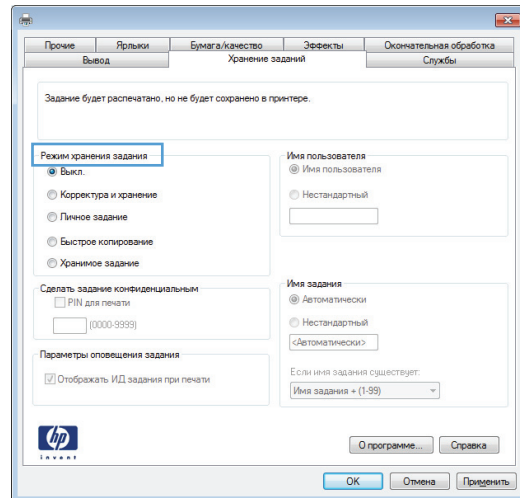 Прочие Ярлыки Бумага/качество Эффекты Окончательная обработка
Вывод Хранение заданий Службы
Задание будет распечатано, но не будет сохранено в принтере.
Режим хранения задания
Выкл.
Корректура и хранение
Личное задание
Быстрое копирование
Хранимое задание
Имя пользователя
Имя пользователя
Нестандартный
Сделать задание конфиденциальным
PIN для печати
(0000-9999)
Имя задания
Автоматически
Нестандартный
<Автоматически>
Если имя задания существует:
Имя задания + (1-99)
Параметры оповещения задания
Отображать ИД задания при печати
hp
invent
О программе... Справка
OK Отмена Применить